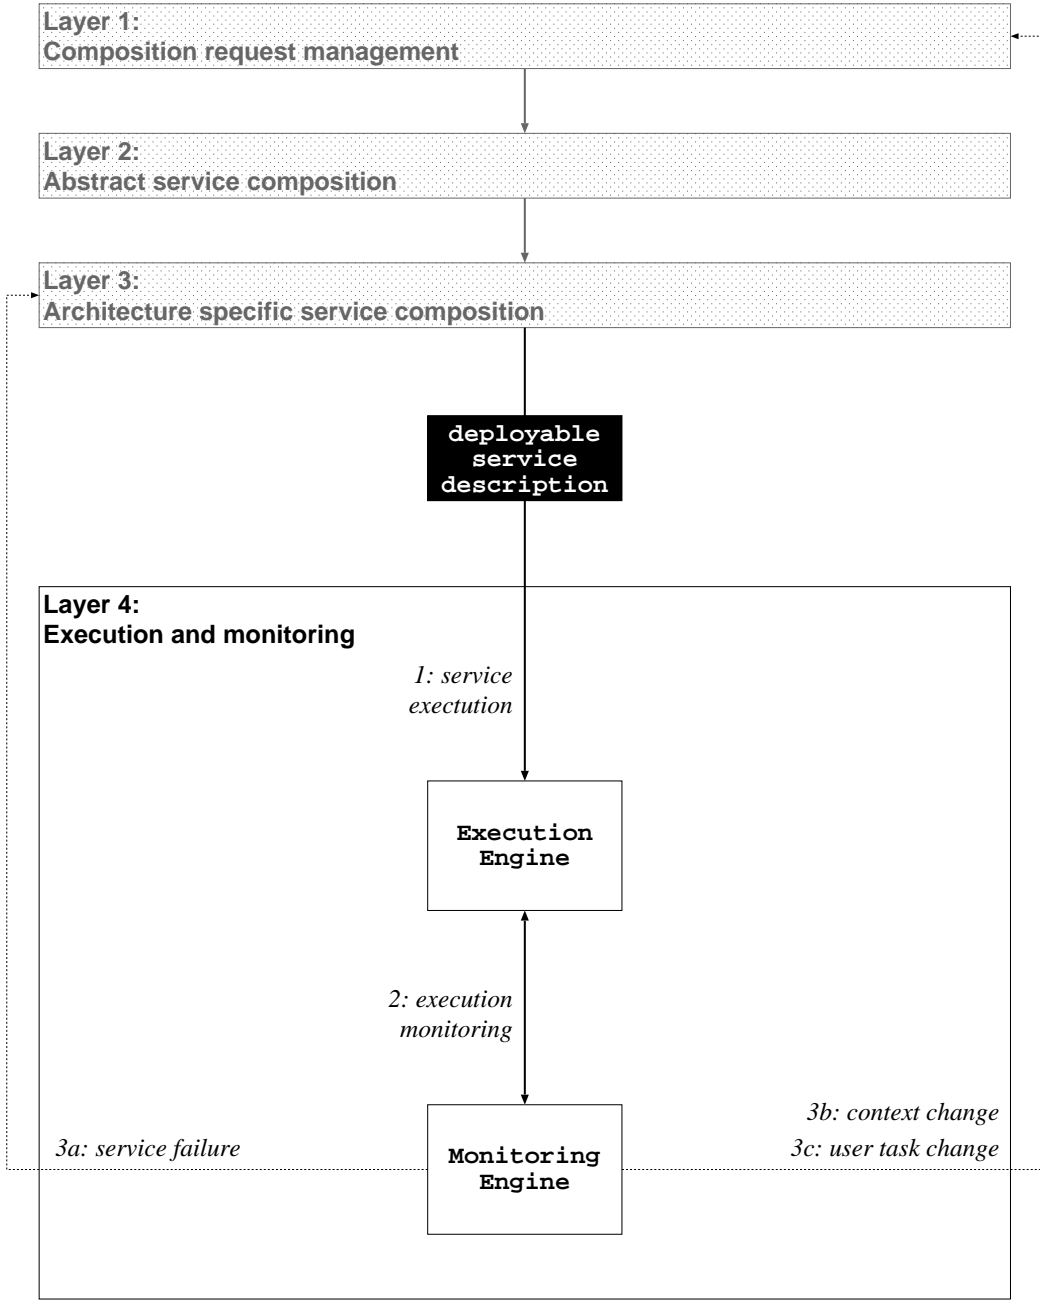 Layer 1:
Composition request management
Layer 2:
Abstract service composition
Layer 3:
Architecture specific service composition
deployable
service
description
Layer 4:
Execution and monitoring
1: service
exectution
Execution
Engine
2: execution
monitoring
3b: context change
3a: service failure
3c: user task change
Monitoring
Engine